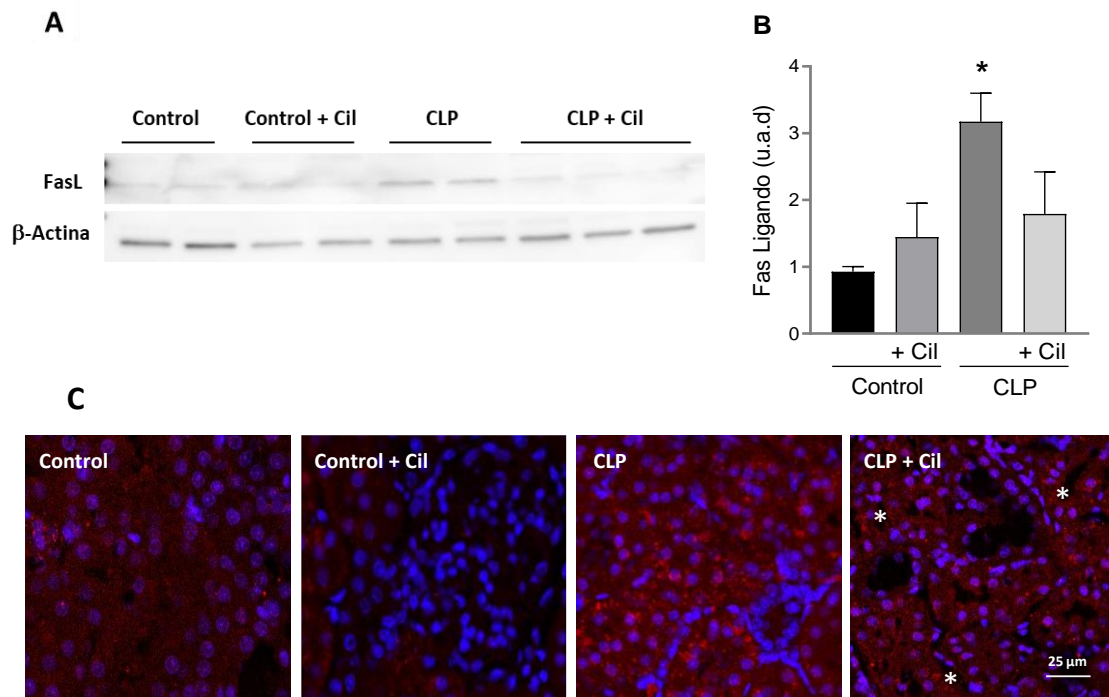 A
Control
Control + Cil
CLP
CLP + Cil
FasL
β-Actina
B
Fas Ligando (u.a.d)
4
3
2
1
0
*
+ Cil
+ Cil
Control
CLP
C
Control
Control + Cil
CLP
CLP + Cil
*
*
*
25 µm